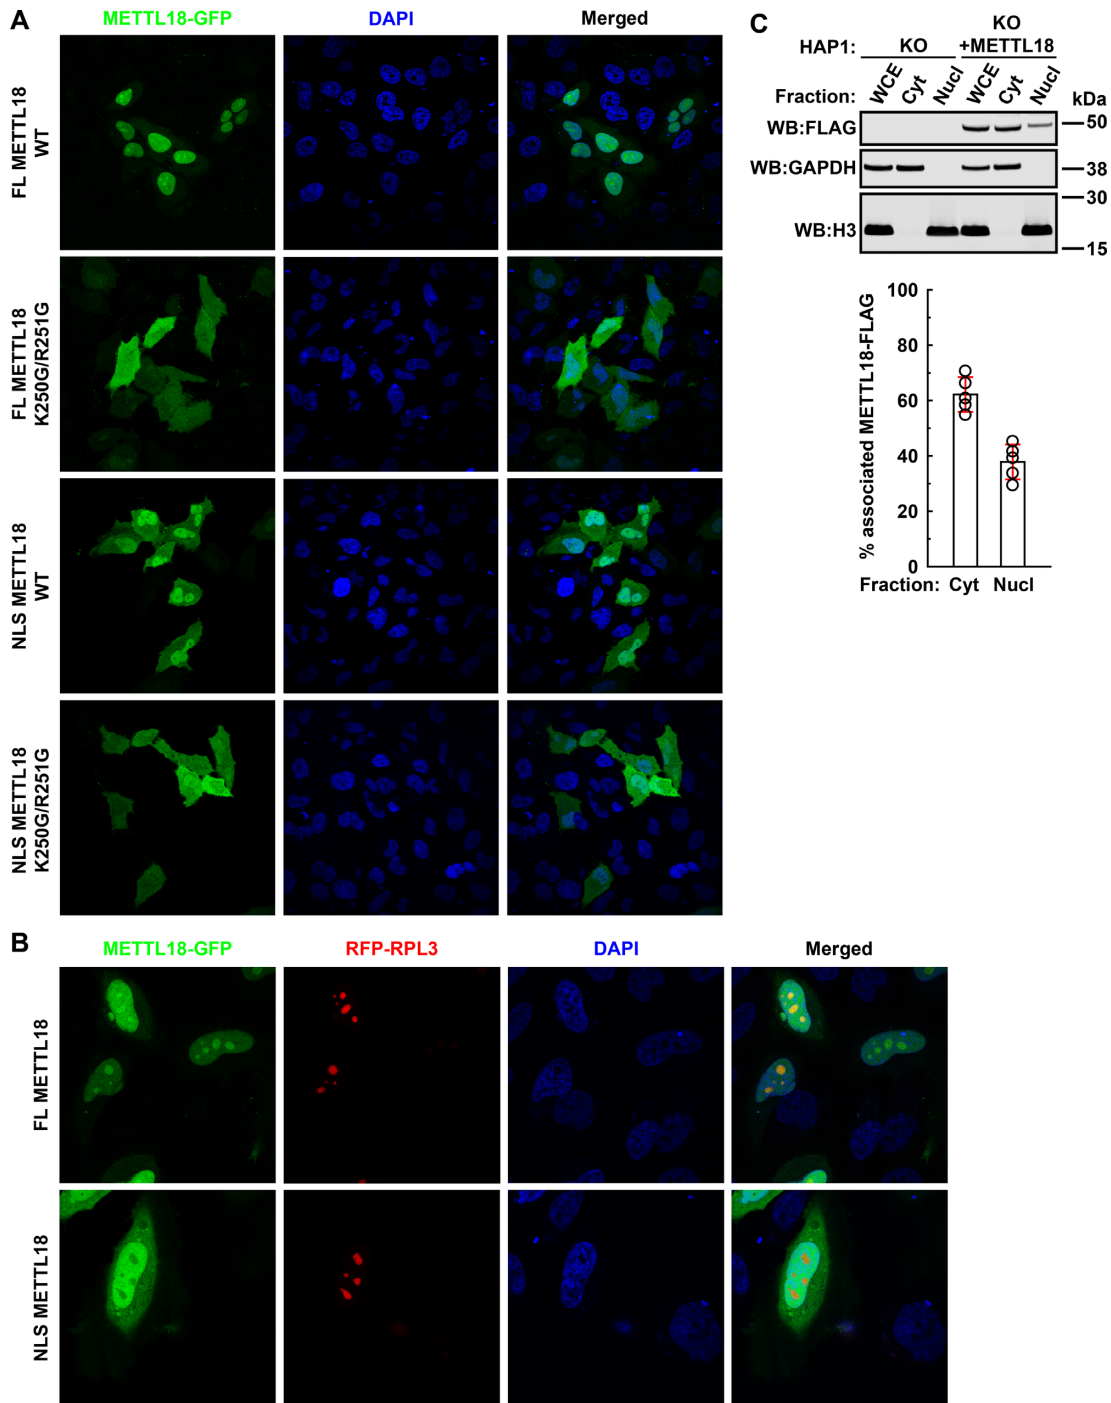 A
METTL18-GFP
DAPI
Merged
FL METTL18
WT
FL METTL18
K250G/R251G
NLS METTL18
WT
NLS METTL18
K250G/R251G
B
METTL18-GFP
RFP-RPL3
DAPI
Merged
FL METTL18
NLS METTL18
C
HAP1:
KO
KO
+METTL18
Fraction:
WCE
Cyt
Nucl
WCE
Cyt
Nucl
kDa
WB:FLAG
50
WB:GAPDH
38
30
WB:H3
15
% associated METTL18-FLAG
100
80
60
40
20
0
Fraction: Cyt Nucl